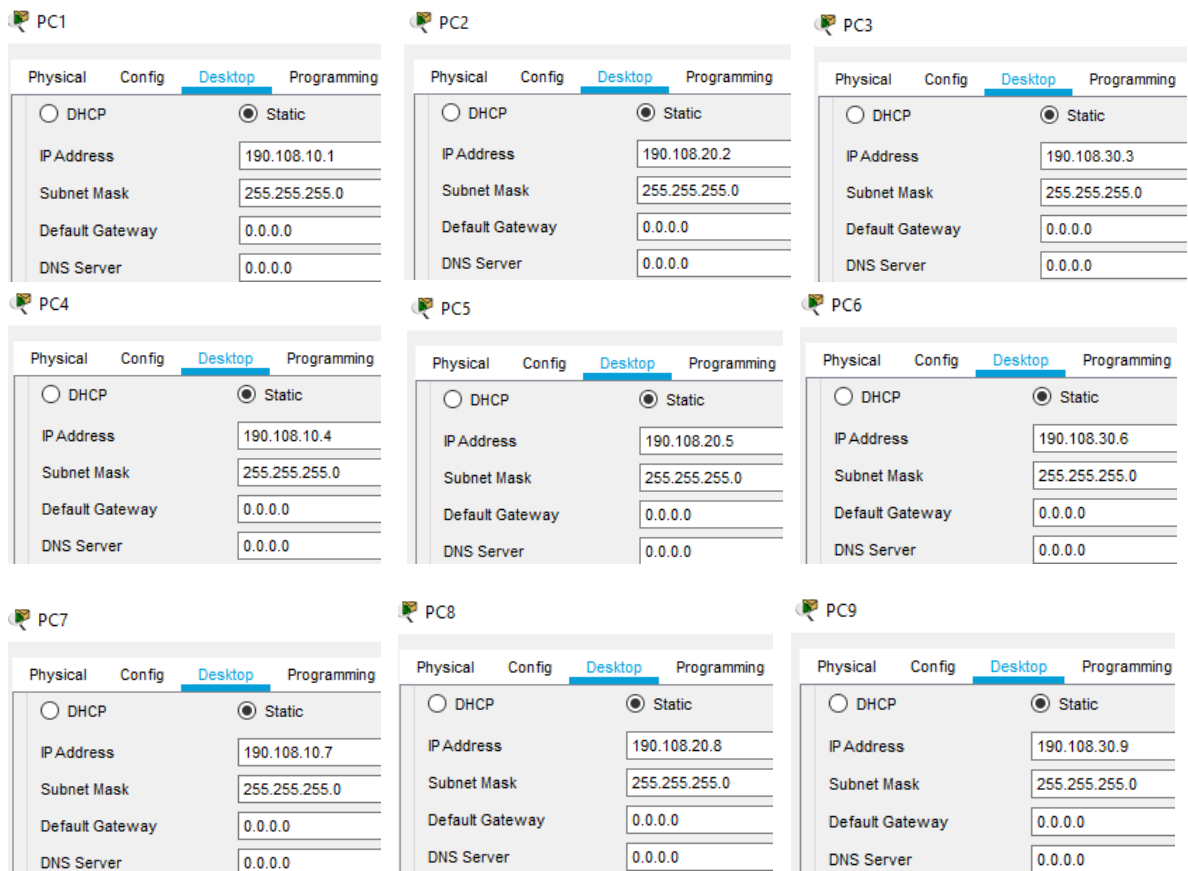 PC1
Physical Config Desktop Programming
DHCP Static
IP Address 190.108.10.1
Subnet Mask 255.255.255.0
Default Gateway 0.0.0.0
DNS Server 0.0.0.0
PC2
Physical Config Desktop Programming
DHCP Static
IP Address 190.108.20.2
Subnet Mask 255.255.255.0
Default Gateway 0.0.0.0
DNS Server 0.0.0.0
PC3
Physical Config Desktop Programming
DHCP Static
IP Address 190.108.30.3
Subnet Mask 255.255.255.0
Default Gateway 0.0.0.0
DNS Server 0.0.0.0
PC4
Physical Config Desktop Programming
DHCP Static
IP Address 190.108.10.4
Subnet Mask 255.255.255.0
Default Gateway 0.0.0.0
DNS Server 0.0.0.0
PC5
Physical Config Desktop Programming
DHCP Static
IP Address 190.108.20.5
Subnet Mask 255.255.255.0
Default Gateway 0.0.0.0
DNS Server 0.0.0.0
PC6
Physical Config Desktop Programming
DHCP Static
IP Address 190.108.30.6
Subnet Mask 255.255.255.0
Default Gateway 0.0.0.0
DNS Server 0.0.0.0
PC7
Physical Config Desktop Programming
DHCP Static
IP Address 190.108.10.7
Subnet Mask 255.255.255.0
Default Gateway 0.0.0.0
DNS Server 0.0.0.0
PC8
Physical Config Desktop Programming
DHCP Static
IP Address 190.108.20.8
Subnet Mask 255.255.255.0
Default Gateway 0.0.0.0
DNS Server 0.0.0.0
PC9
Physical Config Desktop Programming
DHCP Static
IP Address 190.108.30.9
Subnet Mask 255.255.255.0
Default Gateway 0.0.0.0
DNS Server 0.0.0.0